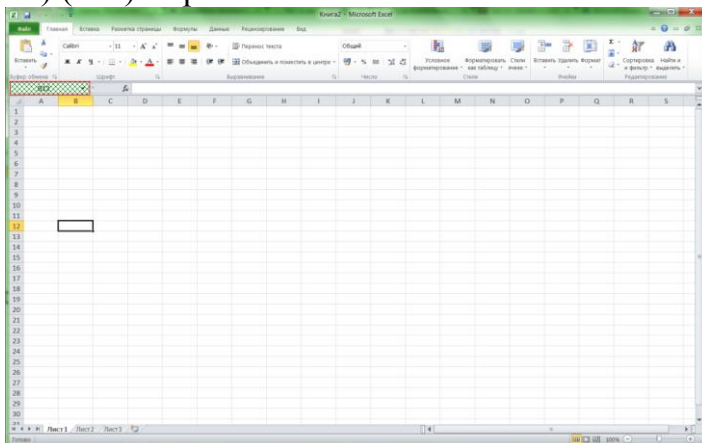 Книга2 - Microsoft Excel
Файл Главная Вставка Разметка страницы Формулы Данные Рецензирование Вид
Вставить
Calibri 11
Ж К Ч
Перенос текста
Объединить и поместить в центре
Общий
Условное форматирование
Форматировать как таблицу
Стили ячеек
Вставить Удалить Формат
Сортировка и фильтр
Найти и выделить
Буфер обмена Шрифт Выравнивание Число Стили Ячейки Редактирование
B12 fx
A B C D E F G H I J K L M N O P Q R S
1
2
3
4
5
6
7
8
9
10
11
12
13
14
15
16
17
18
19
20
21
22
23
24
25
26
27
28
29
30
Лист1 Лист2 Лист3
Готово 100%